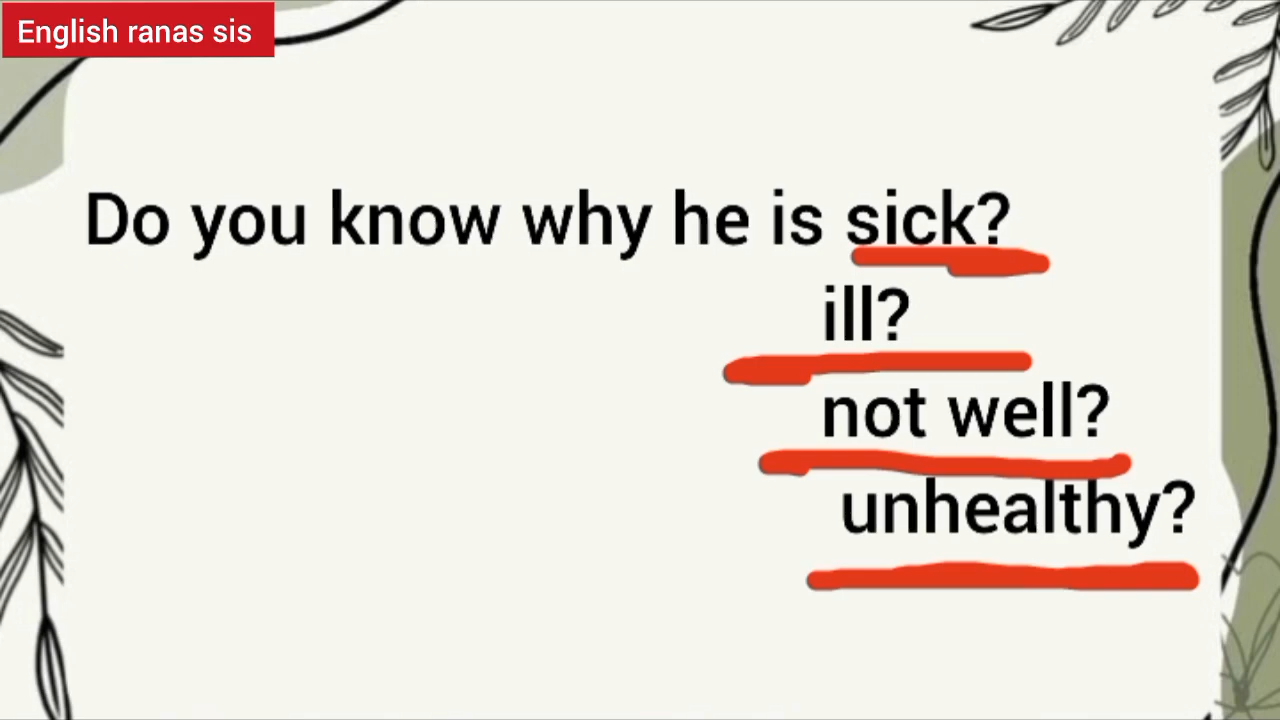 English ranas sis
Do you know why he is sick?
ill?
not well?
unhealthy?